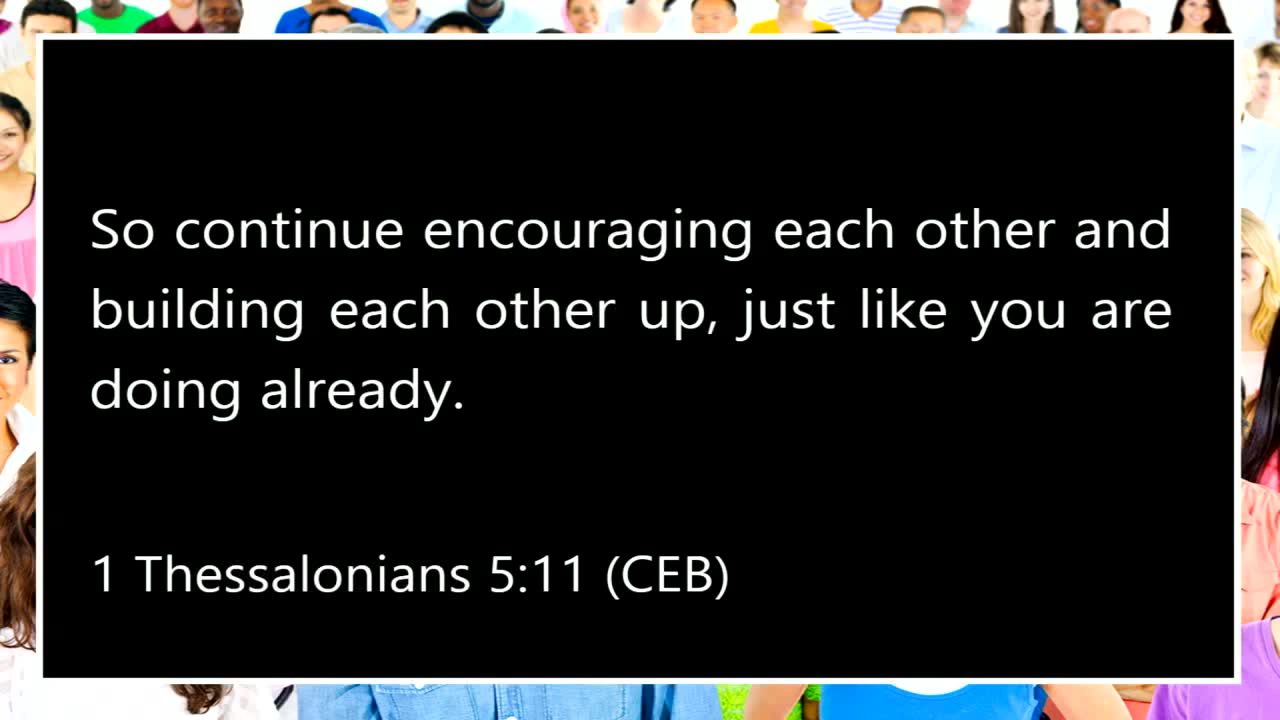 So continue encouraging each other and
building each other up, just like you are
doing already.
1 Thessalonians 5:11 (CEB)